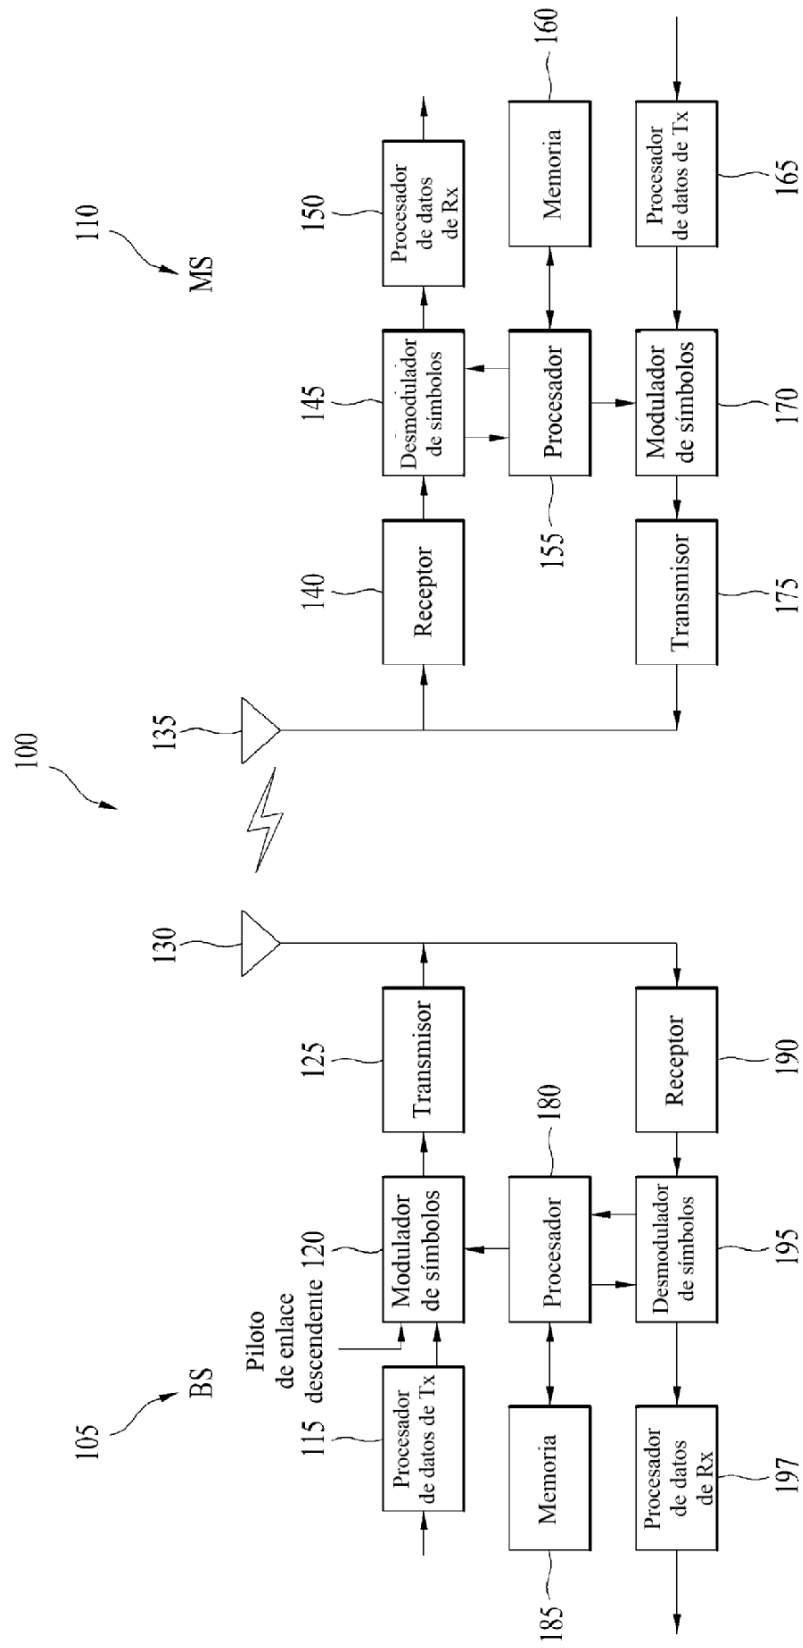 100
105
BS
110
MS
Piloto
de enlace
descendente
115
Procesador
de datos de Tx
120
Modulador
de símbolos
125
Transmisor
130
135
140
Receptor
145
Desmodulador
de símbolos
150
Procesador
de datos
de Rx
185
Memoria
180
Procesador
155
Procesador
160
Memoria
197
Procesador
de datos
de Rx
195
Desmodulador
de símbolos
190
Receptor
175
Transmisor
170
Modulador
de símbolos
165
Procesador
de datos de Tx